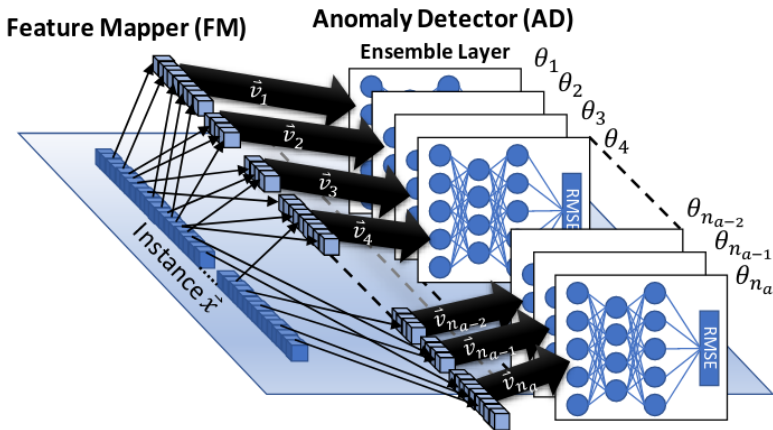 Feature Mapper (FM)
Anomaly Detector (AD)
Ensemble Layer
θ₁
θ₂
θ₃
θ₄
v⃗₁
v⃗₂
v⃗₃
v⃗₄
RMSE
Instance x⃗
θₙₐ₋₂
θₙₐ₋₁
θₙₐ
v⃗ₙₐ₋₂
v⃗ₙₐ₋₁
v⃗ₙₐ
RMSE